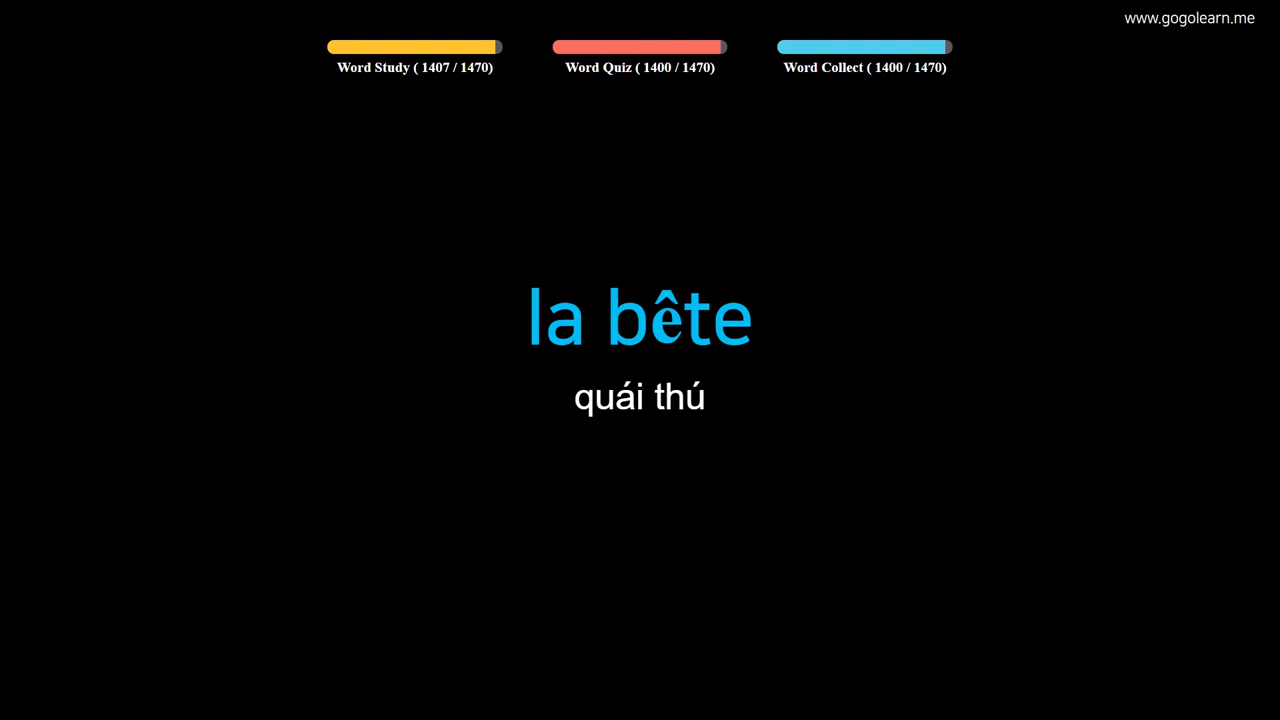 www.gogolearn.me
Word Study ( 1407 / 1470)
Word Quiz ( 1400 / 1470)
Word Collect ( 1400 / 1470)
la bête
quái thú